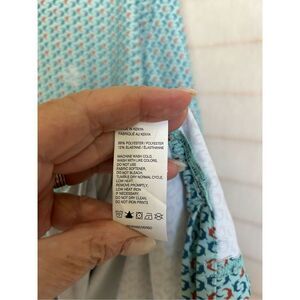 MADE IN KENYA
FABRIQUÉ AU KENYA
88% POLYESTER / POLYESTER
12% ELASTANE / ÉLASTHANNE
MACHINE WASH COLD.
WASH WITH LIKE COLORS.
DO NOT USE
FABRIC SOFTENER.
DO NOT BLEACH.
TUMBLE DRY NORMAL CYCLE,
LOW HEAT.
REMOVE PROMPTLY.
LOW HEAT IRON
IF NECESSARY.
DO NOT DRY CLEAN.
DO NOT IRON PRINTS